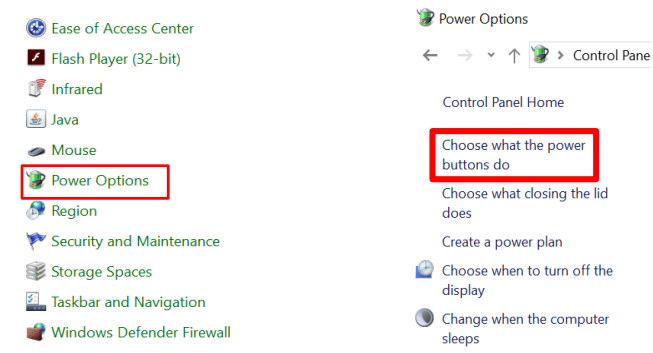 Ease of Access Center
Flash Player (32-bit)
Infrared
Java
Mouse
Power Options
Region
Security and Maintenance
Storage Spaces
Taskbar and Navigation
Windows Defender Firewall
Power Options
Control Pane
Control Panel Home
Choose what the power
buttons do
Choose what closing the lid
does
Create a power plan
Choose when to turn off the
display
Change when the computer
sleeps